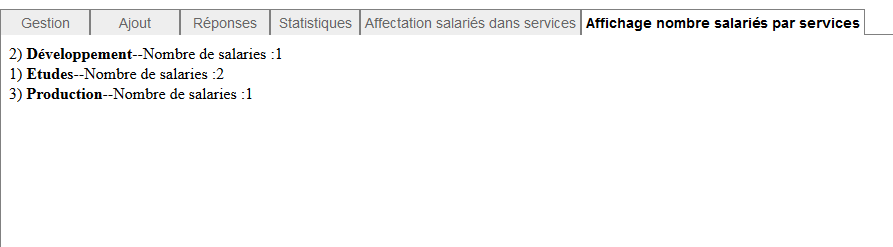 Gestion Ajout Réponses Statistiques Affectation salariés dans services Affichage nombre salariés par services
2) Développement--Nombre de salaries :1
1) Etudes--Nombre de salaries :2
3) Production--Nombre de salaries :1